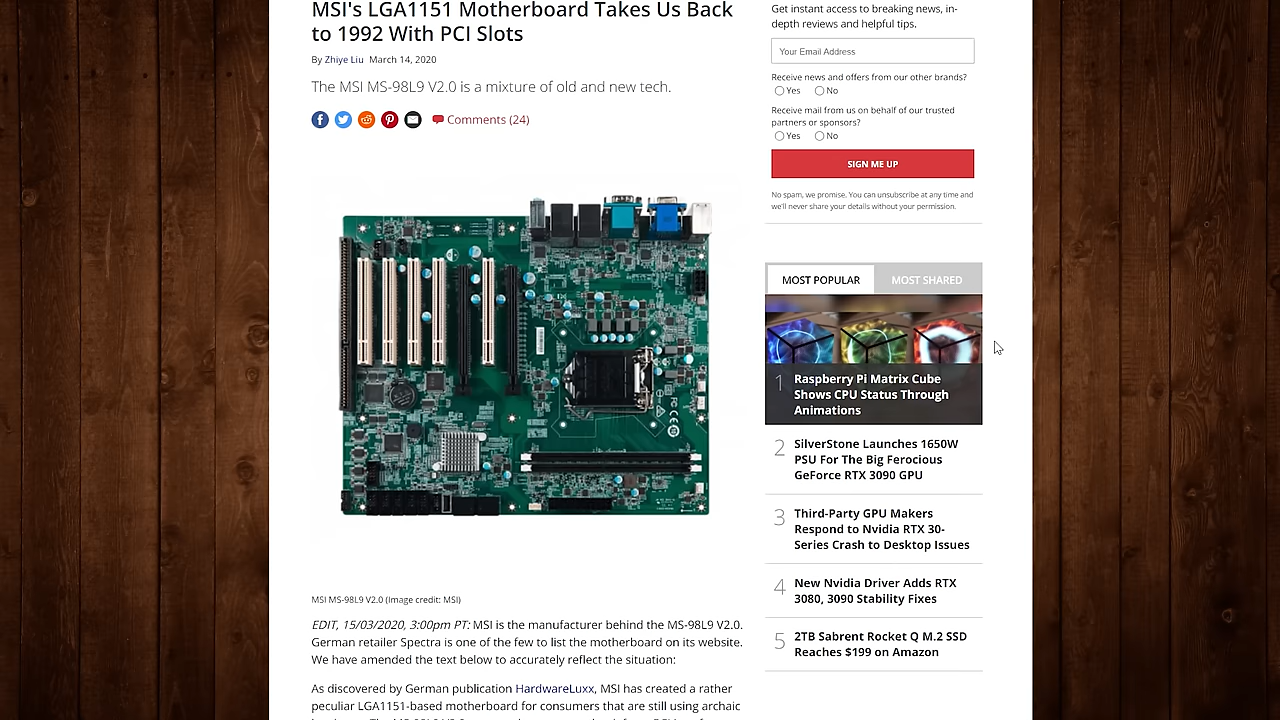 MSI's LGA1151 Motherboard Takes Us Back
to 1992 With PCI Slots
By Zhiye Liu March 14, 2020
The MSI MS-98L9 V2.0 is a mixture of old and new tech.
Comments (24)
MSI MS-98L9 V2.0 (Image credit: MSI)
EDIT, 15/03/2020, 3:00pm PT: MSI is the manufacturer behind the MS-98L9 V2.0.
German retailer Spectra is one of the few to list the motherboard on its website.
We have amended the text below to accurately reflect the situation:
As discovered by German publication HardwareLuxx, MSI has created a rather
peculiar LGA1151-based motherboard for consumers that are still using archaic
Get instant access to breaking news, in-
depth reviews and helpful tips.
Your Email Address
Receive news and offers from our other brands?
Yes No
Receive mail from us on behalf of our trusted
partners or sponsors?
Yes No
SIGN ME UP
No spam, we promise. You can unsubscribe at any time and
we'll never share your details without your permission.
MOST POPULAR MOST SHARED
1 Raspberry Pi Matrix Cube
Shows CPU Status Through
Animations
2 SilverStone Launches 1650W
PSU For The Big Ferocious
GeForce RTX 3090 GPU
3 Third-Party GPU Makers
Respond to Nvidia RTX 30-
Series Crash to Desktop Issues
4 New Nvidia Driver Adds RTX
3080, 3090 Stability Fixes
5 2TB Sabrent Rocket Q M.2 SSD
Reaches $199 on Amazon